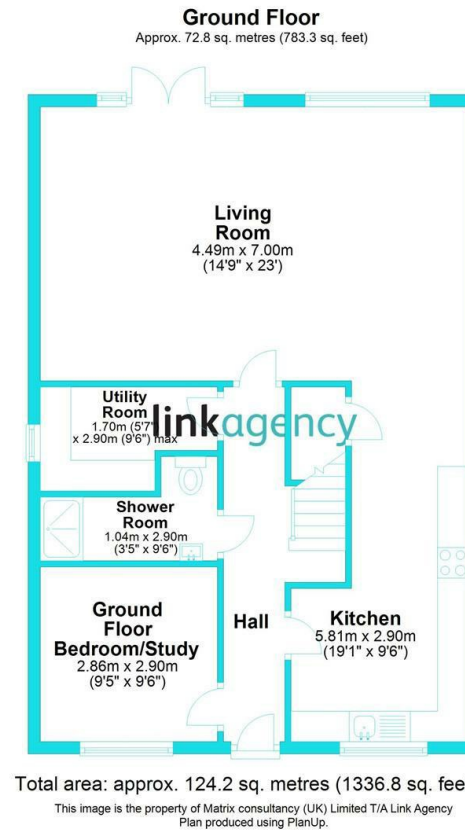 Ground Floor
Approx. 72.8 sq. metres (783.3 sq. feet)
Living
Room
4.49m x 7.00m
(14'9" x 23')
Utility
Room
1.70m (5'7")
x 2.90m (9'6") max
linkagency
Shower
Room
1.04m x 2.90m
(3'5" x 9'6")
Ground
Floor
Bedroom/Study
2.86m x 2.90m
(9'5" x 9'6")
Hall
Kitchen
5.81m x 2.90m
(19'1" x 9'6")
Total area: approx. 124.2 sq. metres (1336.8 sq. fee
This image is the property of Matrix consultancy (UK) Limited T/A Link Agency
Plan produced using PlanUp.